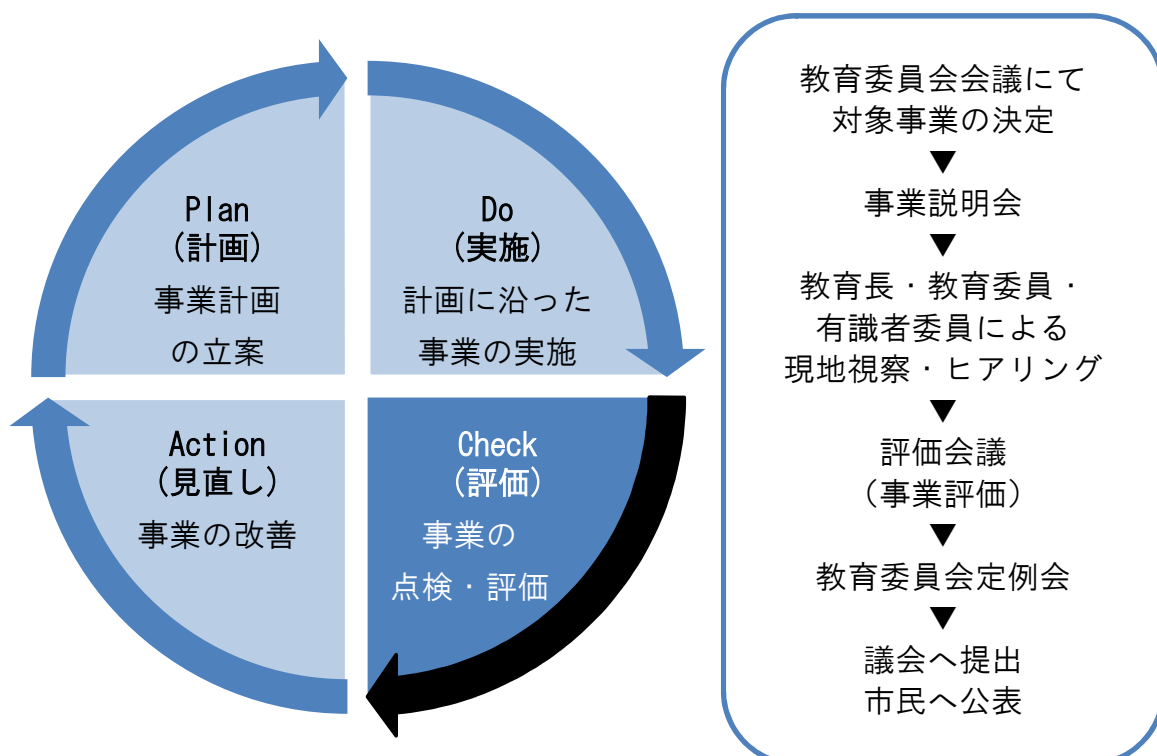 Plan
(計画)
事業計画
の立案
Do
(実施)
計画に沿った
事業の実施
Action
(見直し)
事業の改善
Check
(評価)
事業の
点検・評価
教育委員会会議にて
対象事業の決定
▼
事業説明会
▼
教育長・教育委員・
有識者委員による
現地視察・ヒアリング
▼
評価会議
(事業評価)
▼
教育委員会定例会
▼
議会へ提出
市民へ公表